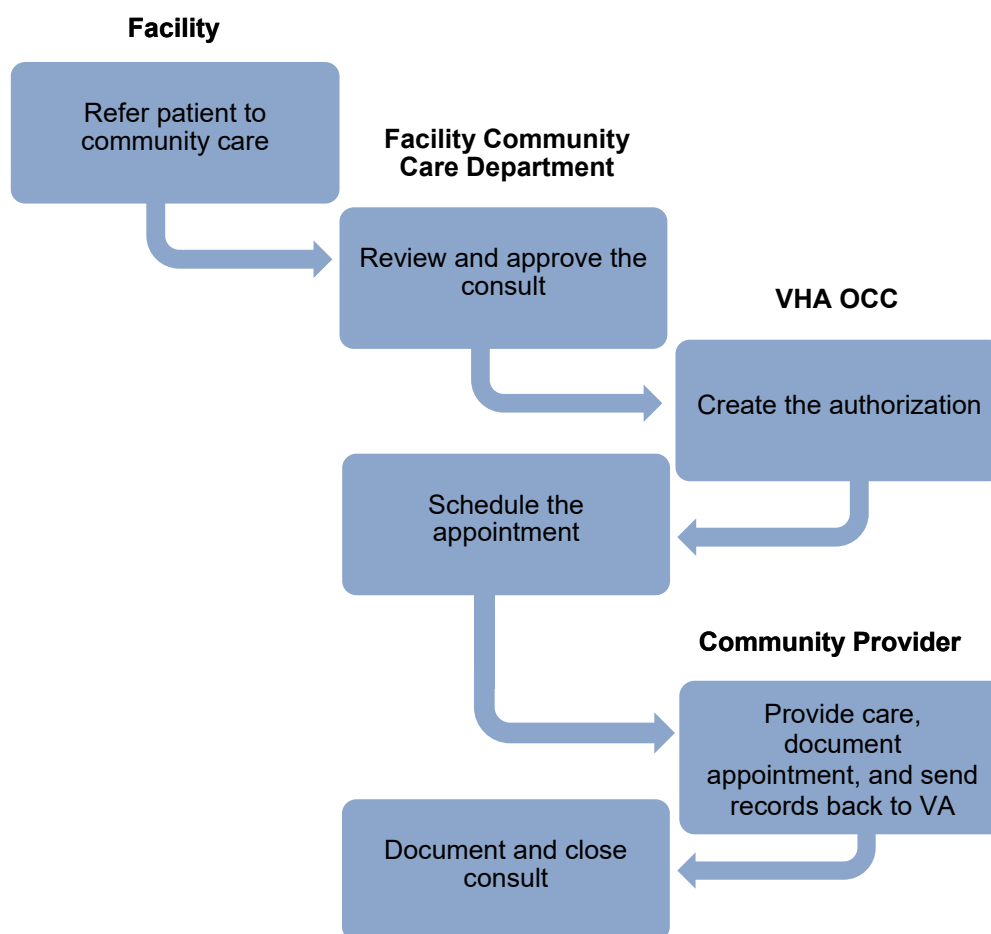 Facility
Refer patient to
community care
Facility Community
Care Department
Review and approve the
consult
VHA OCC
Create the authorization
Schedule the
appointment
Community Provider
Provide care,
document
appointment, and send
records back to VA
Document and close
consult